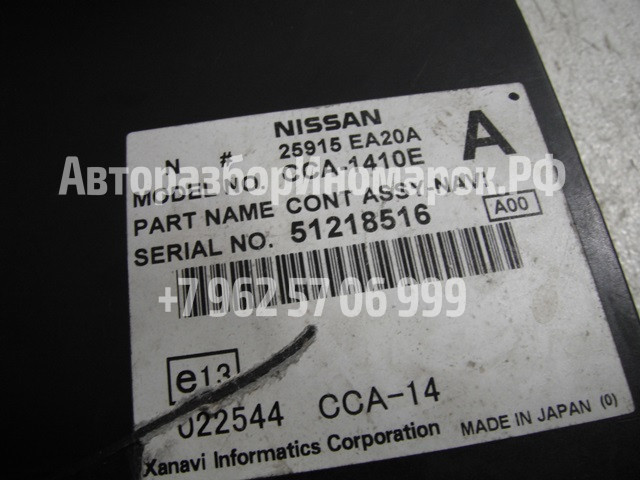 NISSAN
N # 25915 EA20A A
MODEL NO. CCA-1410E
АвторазборИномарок.РФ
PART NAME CONT ASSY-NAVI
SERIAL NO. 51218516 A00
+7 962 57 06 999
e13
022544 CCA-14
Xanavi Informatics Corporation MADE IN JAPAN (0)